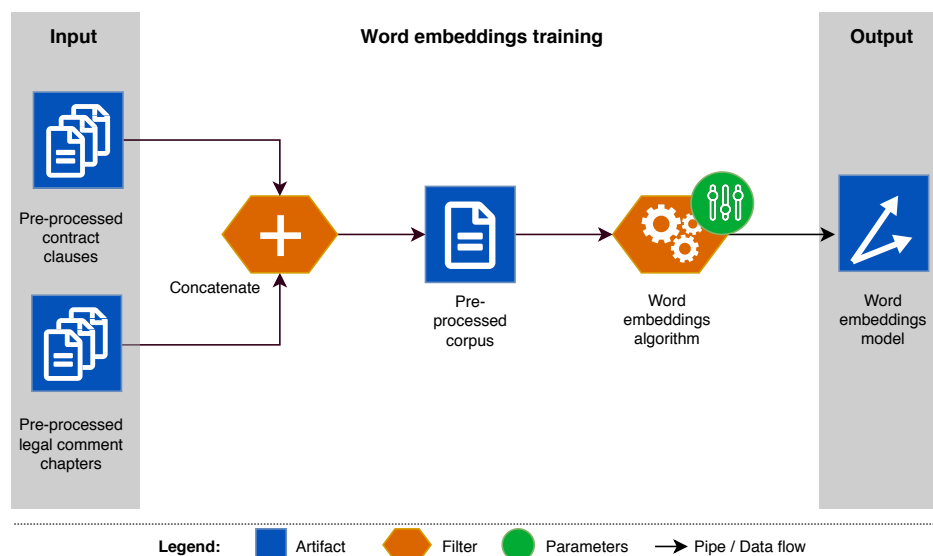 Input
Word embeddings training
Output
Pre-processed
contract
clauses
Concatenate
Pre-
processed
corpus
Word
embeddings
algorithm
Word
embeddings
model
Pre-processed
legal comment
chapters
Legend:
Artifact
Filter
Parameters
Pipe / Data flow